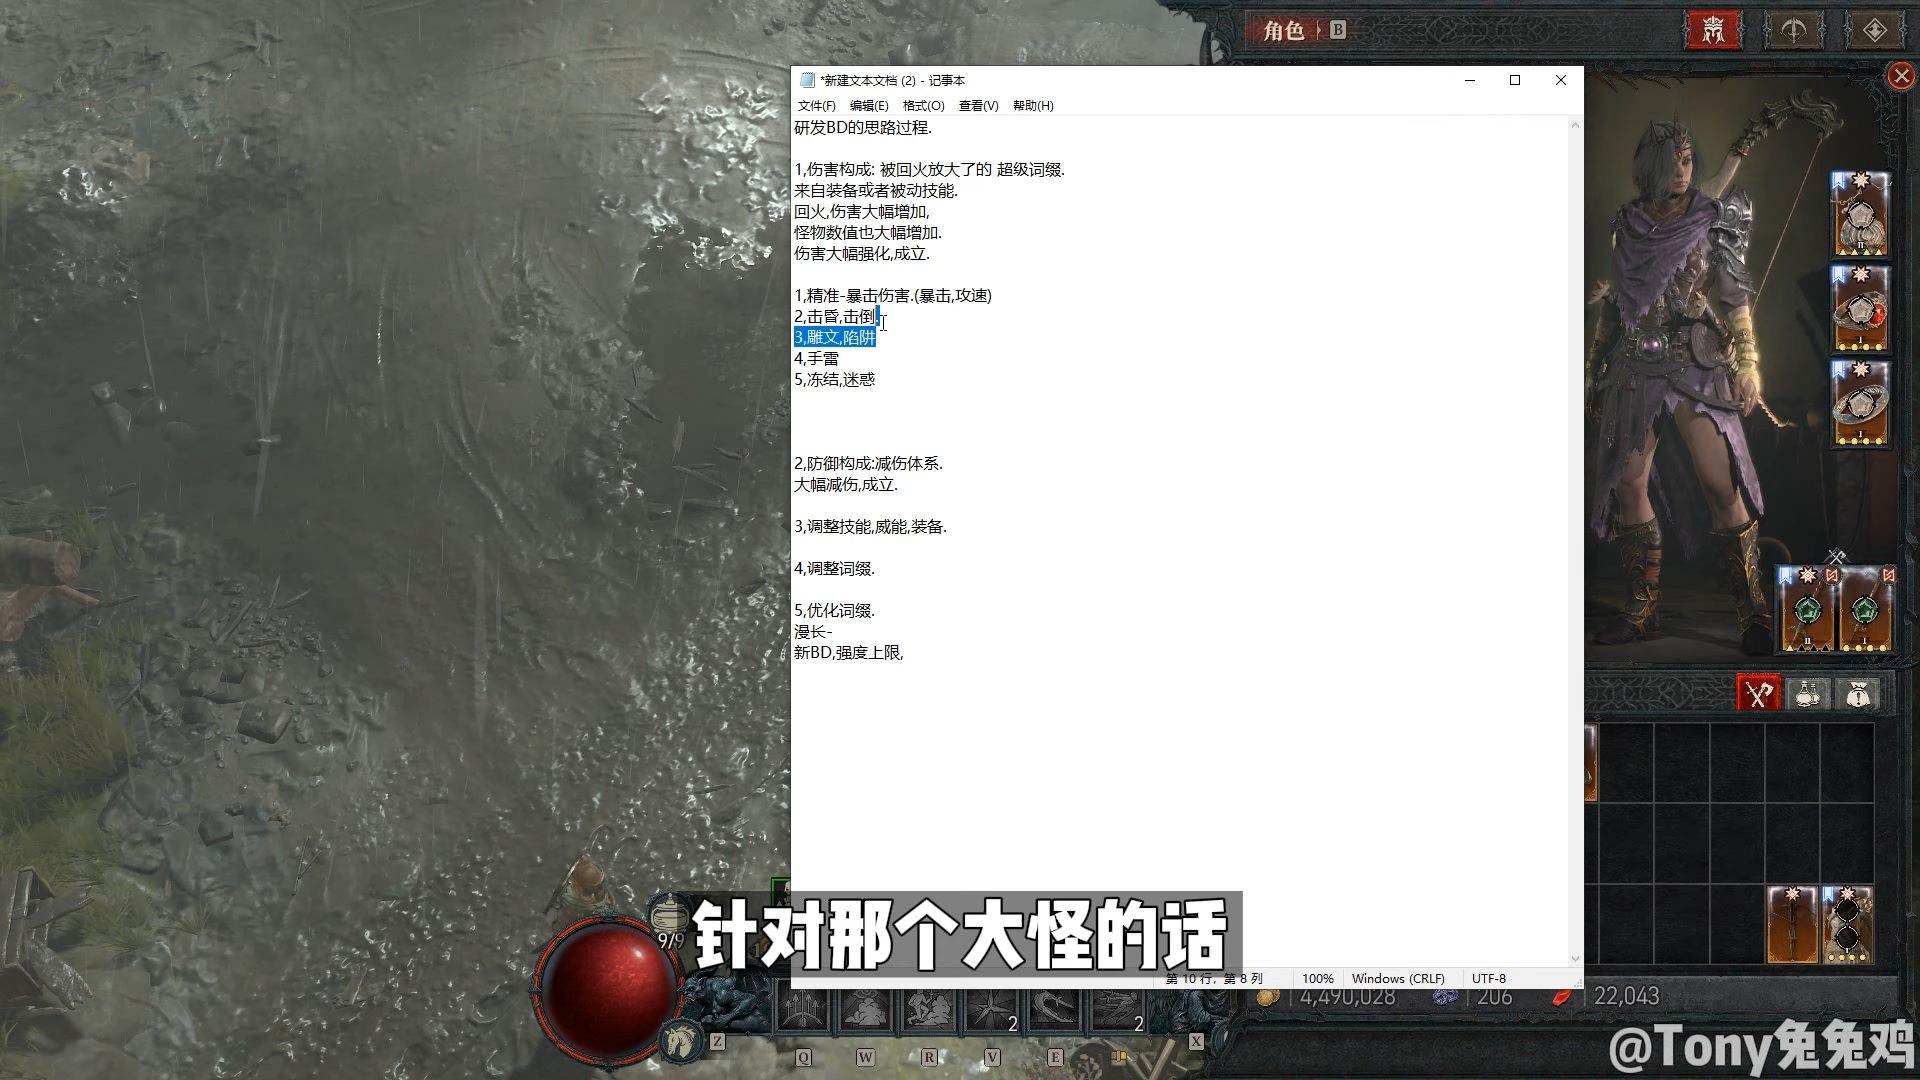 角色 B
*新建文本文档 (2) - 记事本
文件(F) 编辑(E) 格式(O) 查看(V) 帮助(H)
研发BD的思路过程.
1,伤害构成: 被回火放大了的 超级词缀.
来自装备或者被动技能.
回火,伤害大幅增加,
怪物数值也大幅增加.
伤害大幅强化,成立.
1,精准-暴击伤害.(暴击,攻速)
2,击昏,击倒.
3,雕文,陷阱
4,手雷
5,冻结,迷惑
2,防御构成:减伤体系.
大幅减伤,成立.
3,调整技能,威能,装备.
4,调整词缀.
5,优化词缀.
漫长-
新BD,强度上限,
II
I
I
II
I
9/9
针对那个大怪的话
第 10 行，第 8 列 100% Windows (CRLF) UTF-8
4,490,028 206 22,043
2 2
Z X
Q W R V E
@Tony兔兔鸡